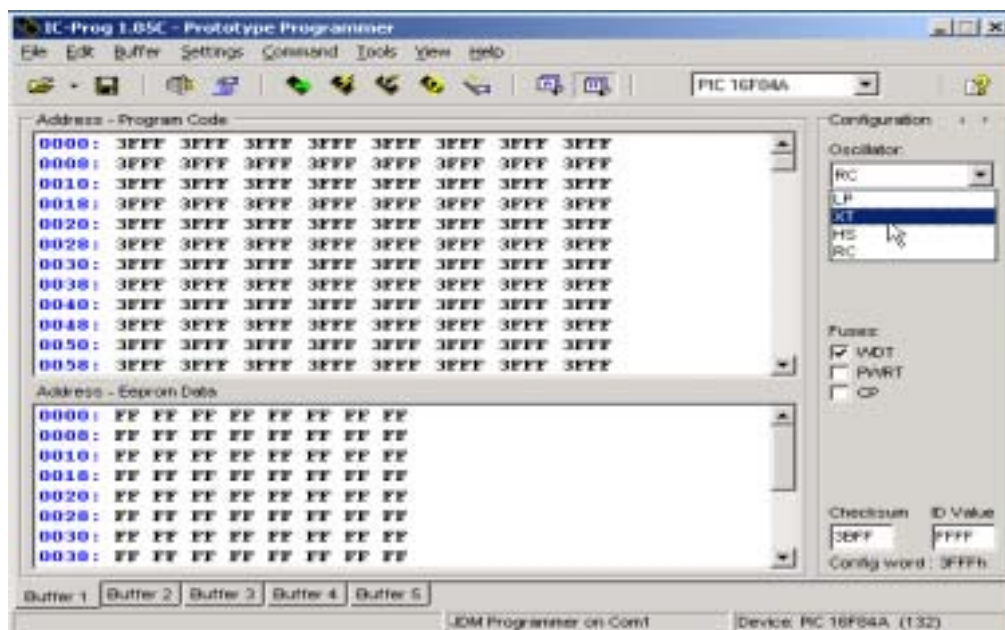 IC-Prog 1.05C - Prototype Programmer
File Edit Buffer Settings Command Tools View Help
PIC 16F84A
Address - Program Code
0000: 3FFF 3FFF 3FFF 3FFF 3FFF 3FFF 3FFF 3FFF
0008: 3FFF 3FFF 3FFF 3FFF 3FFF 3FFF 3FFF 3FFF
0010: 3FFF 3FFF 3FFF 3FFF 3FFF 3FFF 3FFF 3FFF
0018: 3FFF 3FFF 3FFF 3FFF 3FFF 3FFF 3FFF 3FFF
0020: 3FFF 3FFF 3FFF 3FFF 3FFF 3FFF 3FFF 3FFF
0028: 3FFF 3FFF 3FFF 3FFF 3FFF 3FFF 3FFF 3FFF
0030: 3FFF 3FFF 3FFF 3FFF 3FFF 3FFF 3FFF 3FFF
0038: 3FFF 3FFF 3FFF 3FFF 3FFF 3FFF 3FFF 3FFF
0040: 3FFF 3FFF 3FFF 3FFF 3FFF 3FFF 3FFF 3FFF
0048: 3FFF 3FFF 3FFF 3FFF 3FFF 3FFF 3FFF 3FFF
0050: 3FFF 3FFF 3FFF 3FFF 3FFF 3FFF 3FFF 3FFF
0058: 3FFF 3FFF 3FFF 3FFF 3FFF 3FFF 3FFF 3FFF
Address - Eeprom Data
0000: FF FF FF FF FF FF FF FF
0008: FF FF FF FF FF FF FF FF
0010: FF FF FF FF FF FF FF FF
0018: FF FF FF FF FF FF FF FF
0020: FF FF FF FF FF FF FF FF
0028: FF FF FF FF FF FF FF FF
0030: FF FF FF FF FF FF FF FF
0038: FF FF FF FF FF FF FF FF
Configuration
Oscillator:
RC
LP
XT
HS
RC
Fuses:
WDT
PWRT
CP
Checksum ID Value
3BFF FFFF
Config word : 3FFFh
Buffer 1 Buffer 2 Buffer 3 Buffer 4 Buffer 5
JDM Programmer on Com1
Device: PIC 16F84A (132)